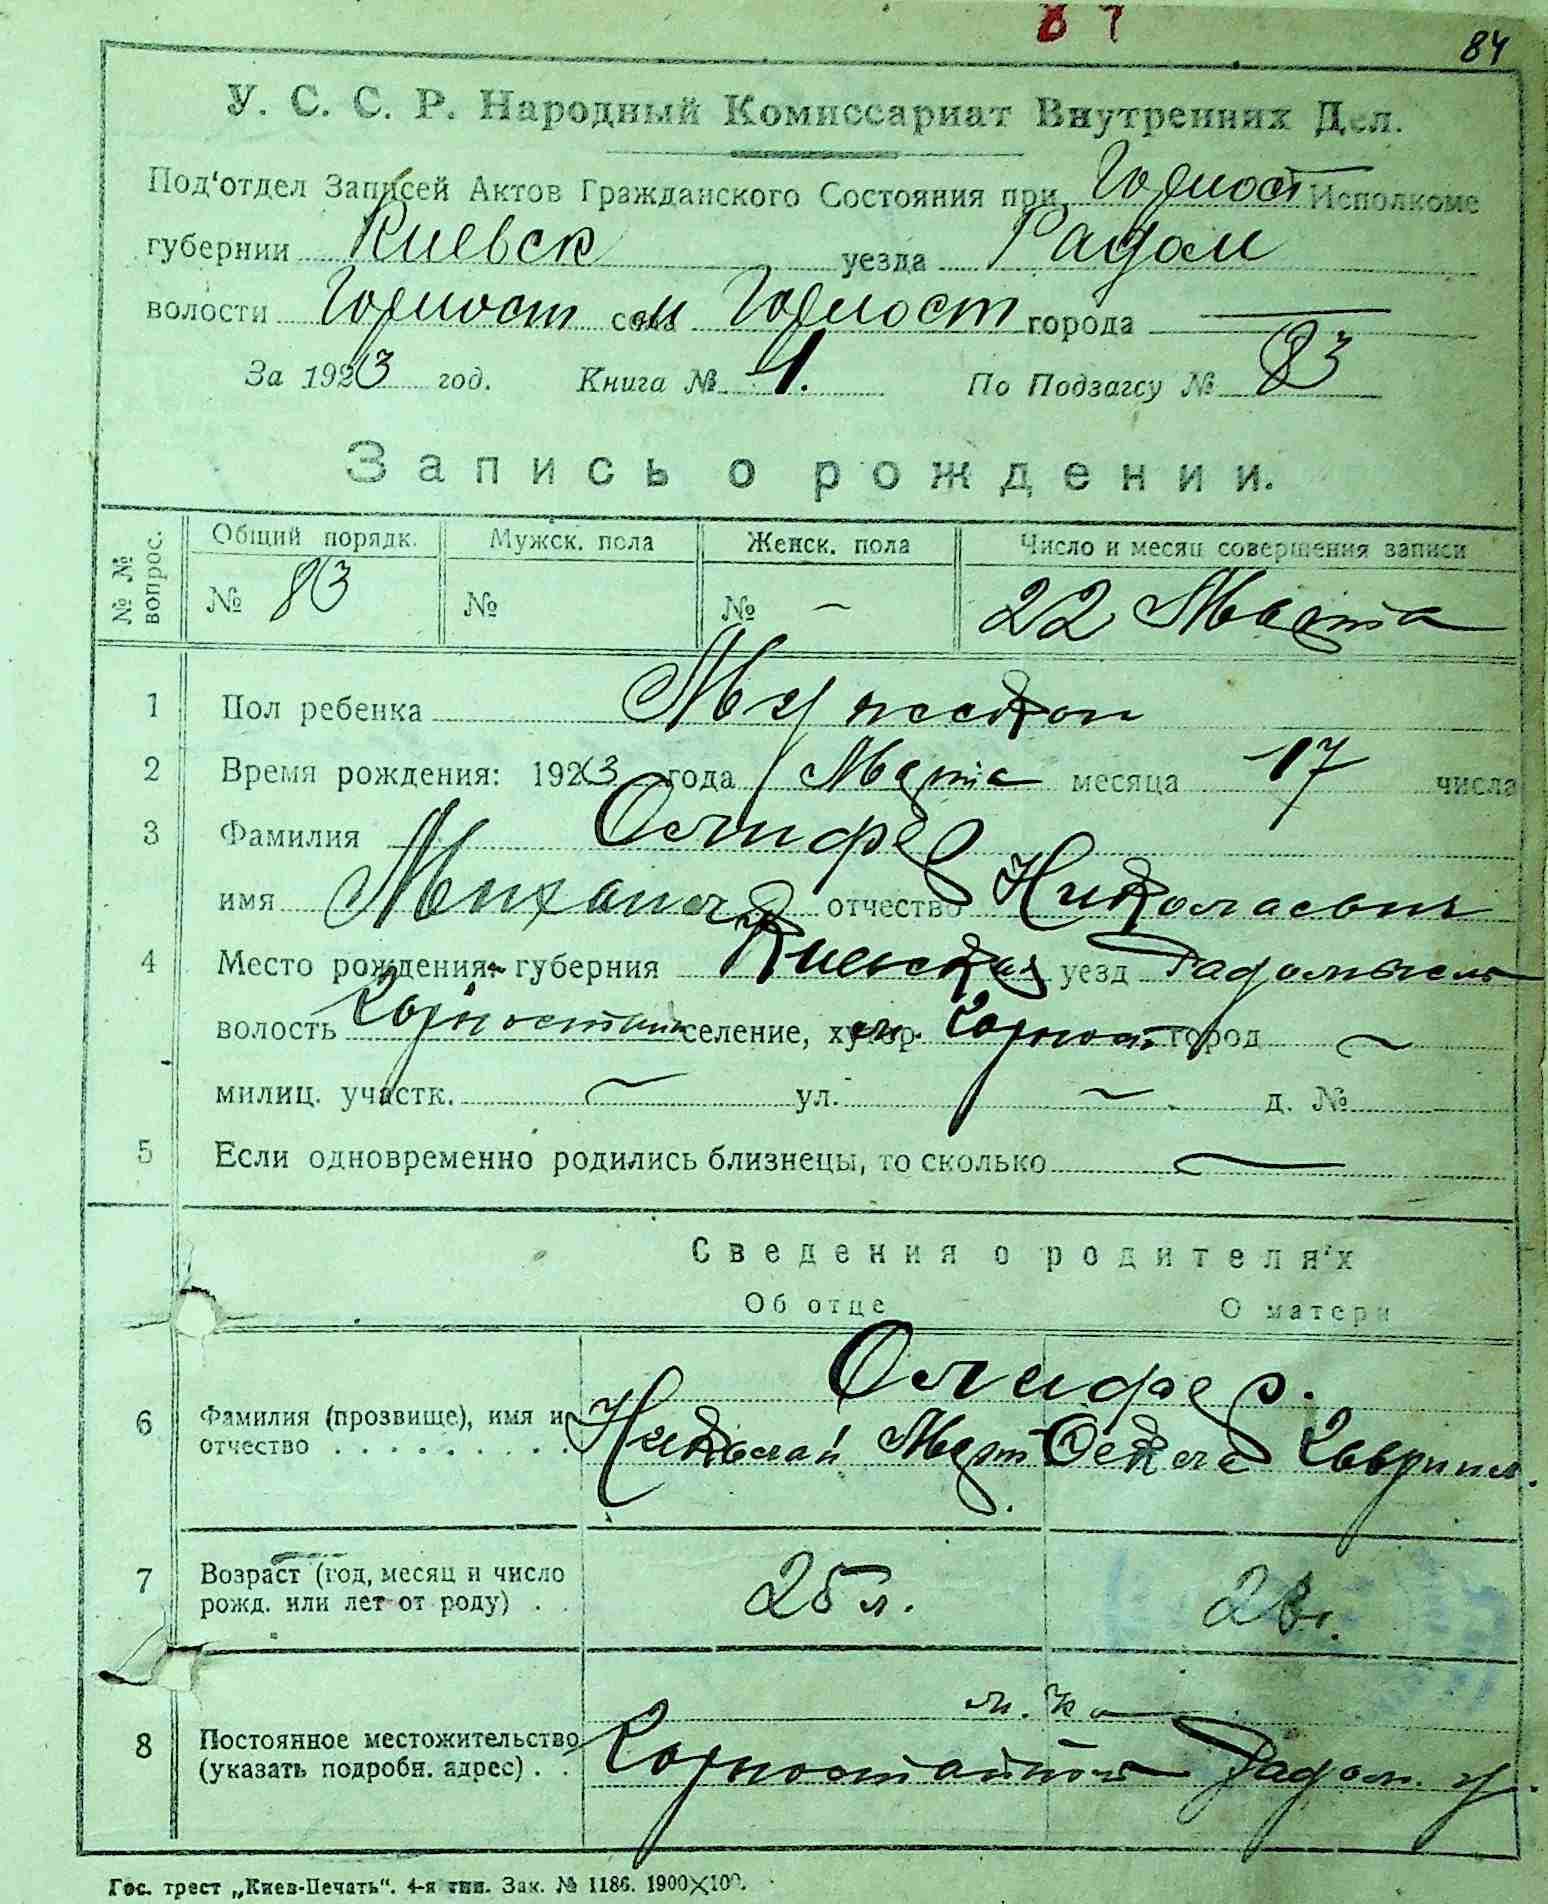 87
84
У. С. С. Р. Народный Комиссариат Внутренних Дел.
Под'отдел Записей Актов Гражданского Состояния при Горност Исполкоме
губернии Киевск уезда Радом
волости Горност м Горност города —
За 1923 год. Книга № 1. По Подзагсу № 83
Запись о рождении.
№ № вопрос. Общий порядк. Мужск. пола Женск. пола Число и месяц совершения записи
№ 83 № № – 22 Марта
1 Пол ребенка Мужской
2 Время рождения: 1923 года Марта месяца 17 числа
3 Фамилия Олифер
имя Михаил отчество Николаевич
4 Место рождения: губерния Киевская уезд Радомысль
волость Горностай селение, хутор м. Горност. город ~
милиц. участк. ~ ул. ~ д. №
5 Если одновременно родились близнецы, то сколько ~
Сведения о родителях
Об отце О матери
Олифер.
6 Фамилия (прозвище), имя и отчество . . . . . . . . . Николай Март. Фекла Гавриил.
7 Возраст (год, месяц и число рожд. или лет от роду) . . 25 л. 23 г.
8 Постоянное местожительство (указать подробн. адрес) . . Радом. у.
Гос. трест „Киев-Печать“. 4-я тип. Зак. № 1186. 1900×100.